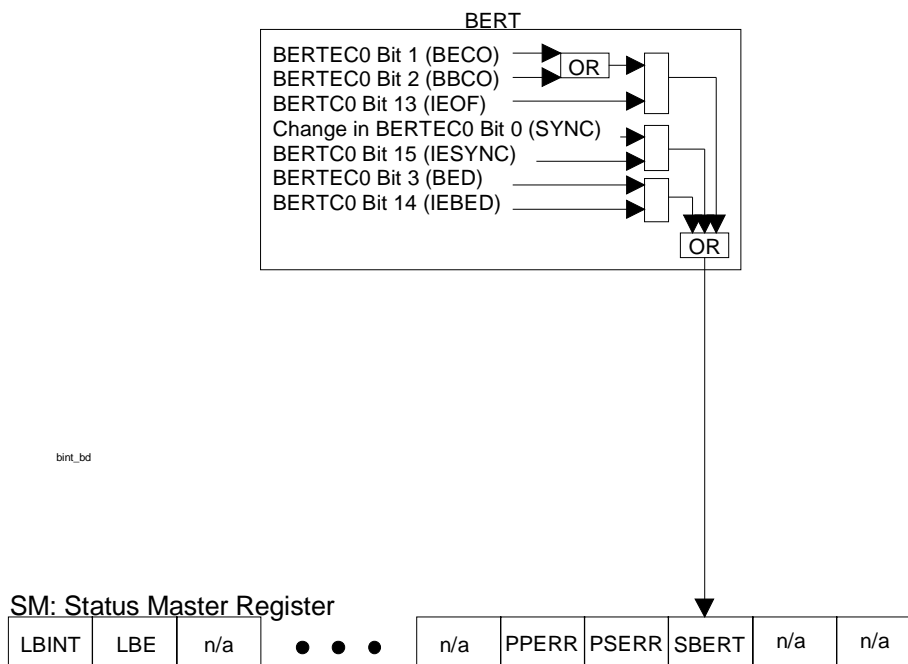 BERT
BERTEC0 Bit 1 (BECO)
OR
BERTEC0 Bit 2 (BBCO)
BERTC0 Bit 13 (IEOF)
Change in BERTEC0 Bit 0 (SYNC)
BERTC0 Bit 15 (IESYNC)
BERTEC0 Bit 3 (BED)
BERTC0 Bit 14 (IEBED)
OR
bint_bd
SM: Status Master Register
LBINT LBE n/a n/a PPERR PSERR SBERT n/a n/a